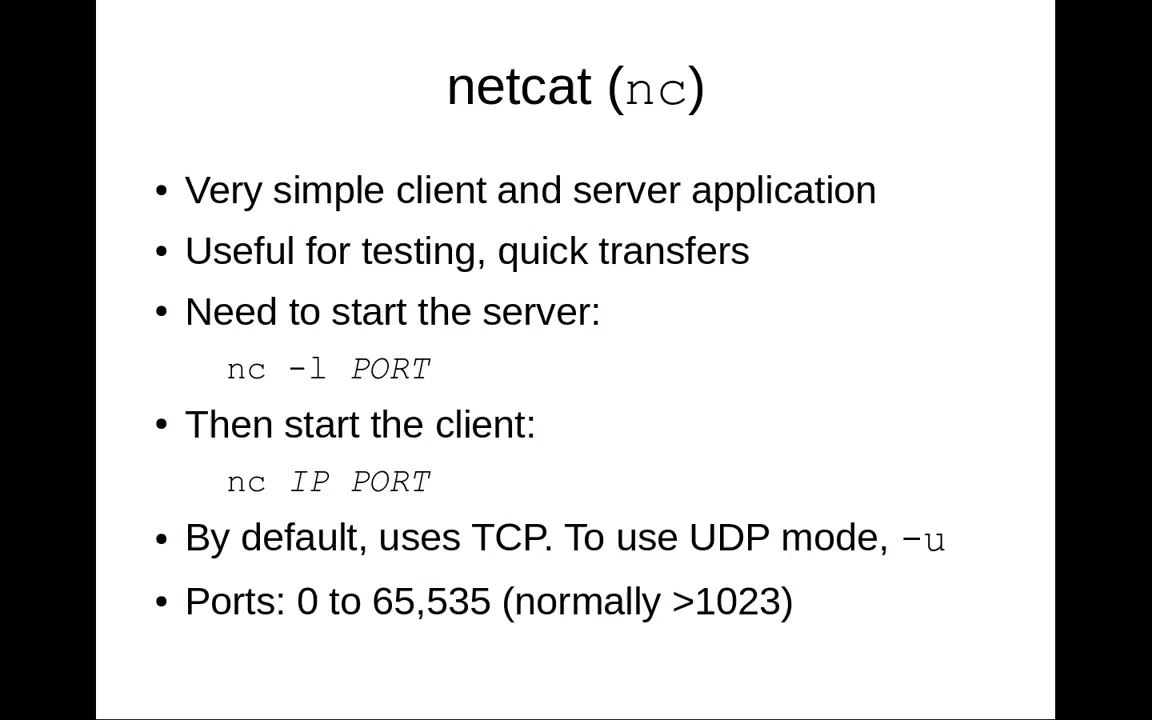 netcat (nc)
• Very simple client and server application
• Useful for testing, quick transfers
• Need to start the server:
nc -l PORT
• Then start the client:
nc IP PORT
• By default, uses TCP. To use UDP mode, -u
• Ports: 0 to 65,535 (normally >1023)